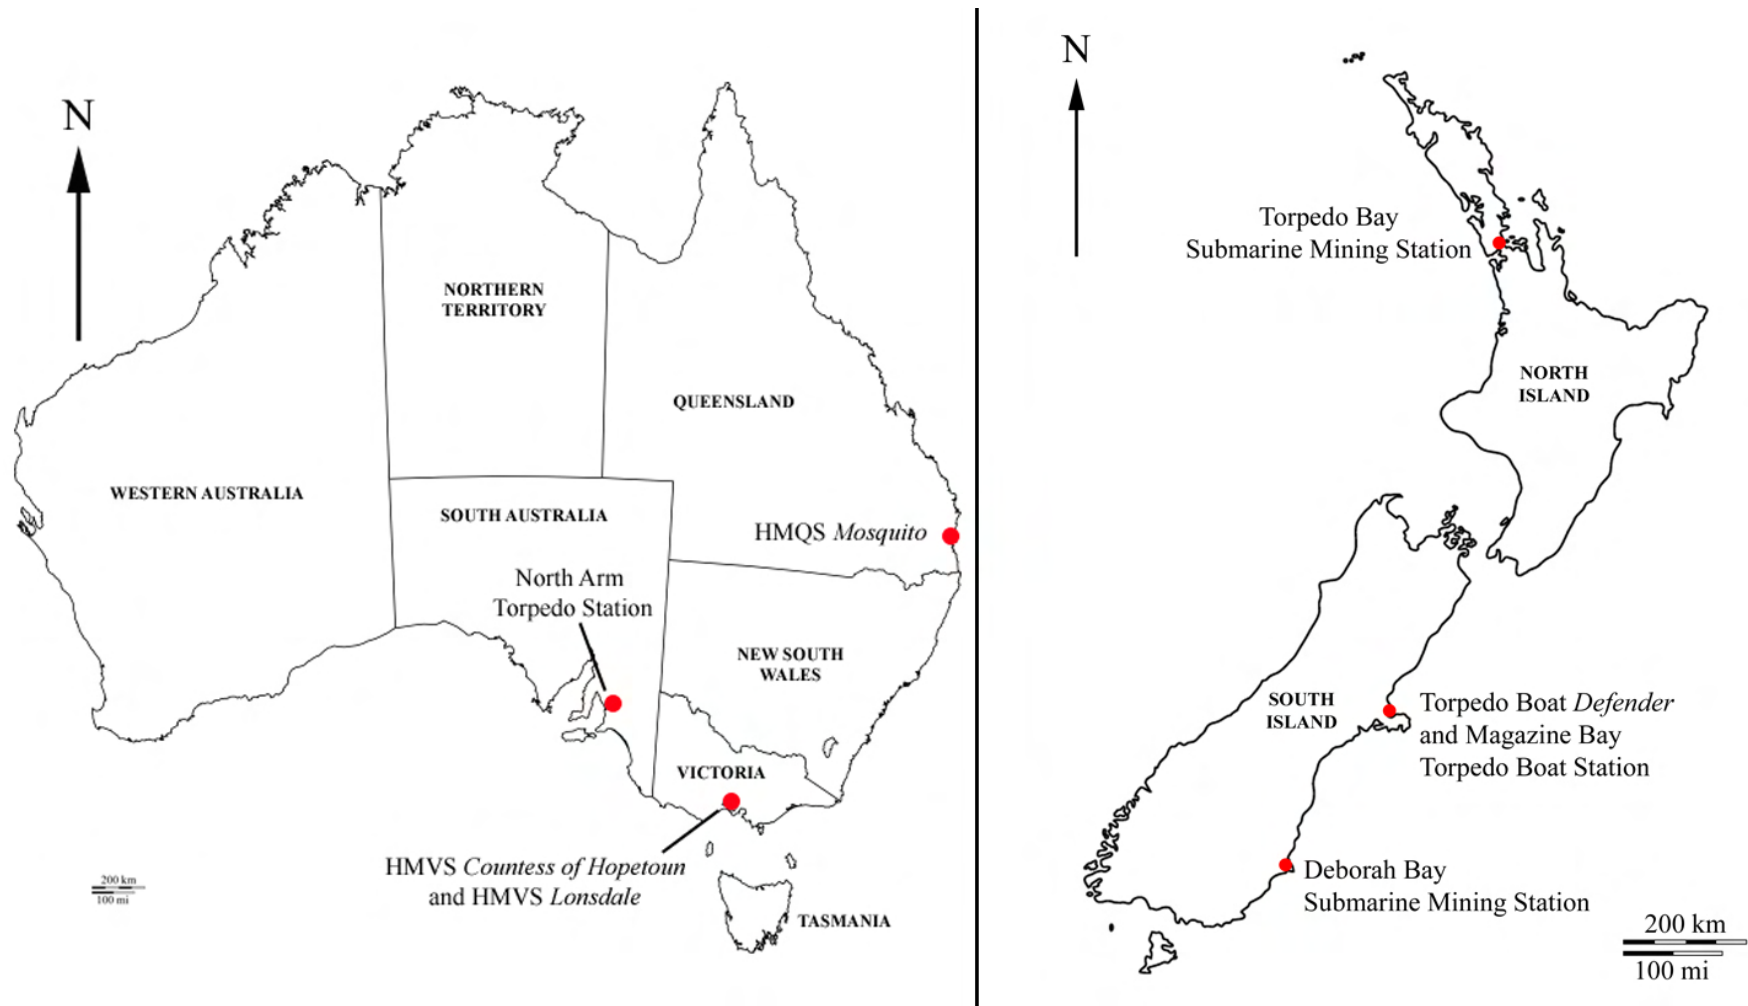 N
NORTHERN
TERRITORY
QUEENSLAND
WESTERN AUSTRALIA
SOUTH AUSTRALIA
HMQS Mosquito
North Arm
Torpedo Station
NEW SOUTH
WALES
VICTORIA
HMVS Countess of Hopetoun
and HMVS Lonsdale
200 km
100 mi
TASMANIA
N
Torpedo Bay
Submarine Mining Station
NORTH
ISLAND
SOUTH
ISLAND
Torpedo Boat Defender
and Magazine Bay
Torpedo Boat Station
Deborah Bay
Submarine Mining Station
200 km
100 mi